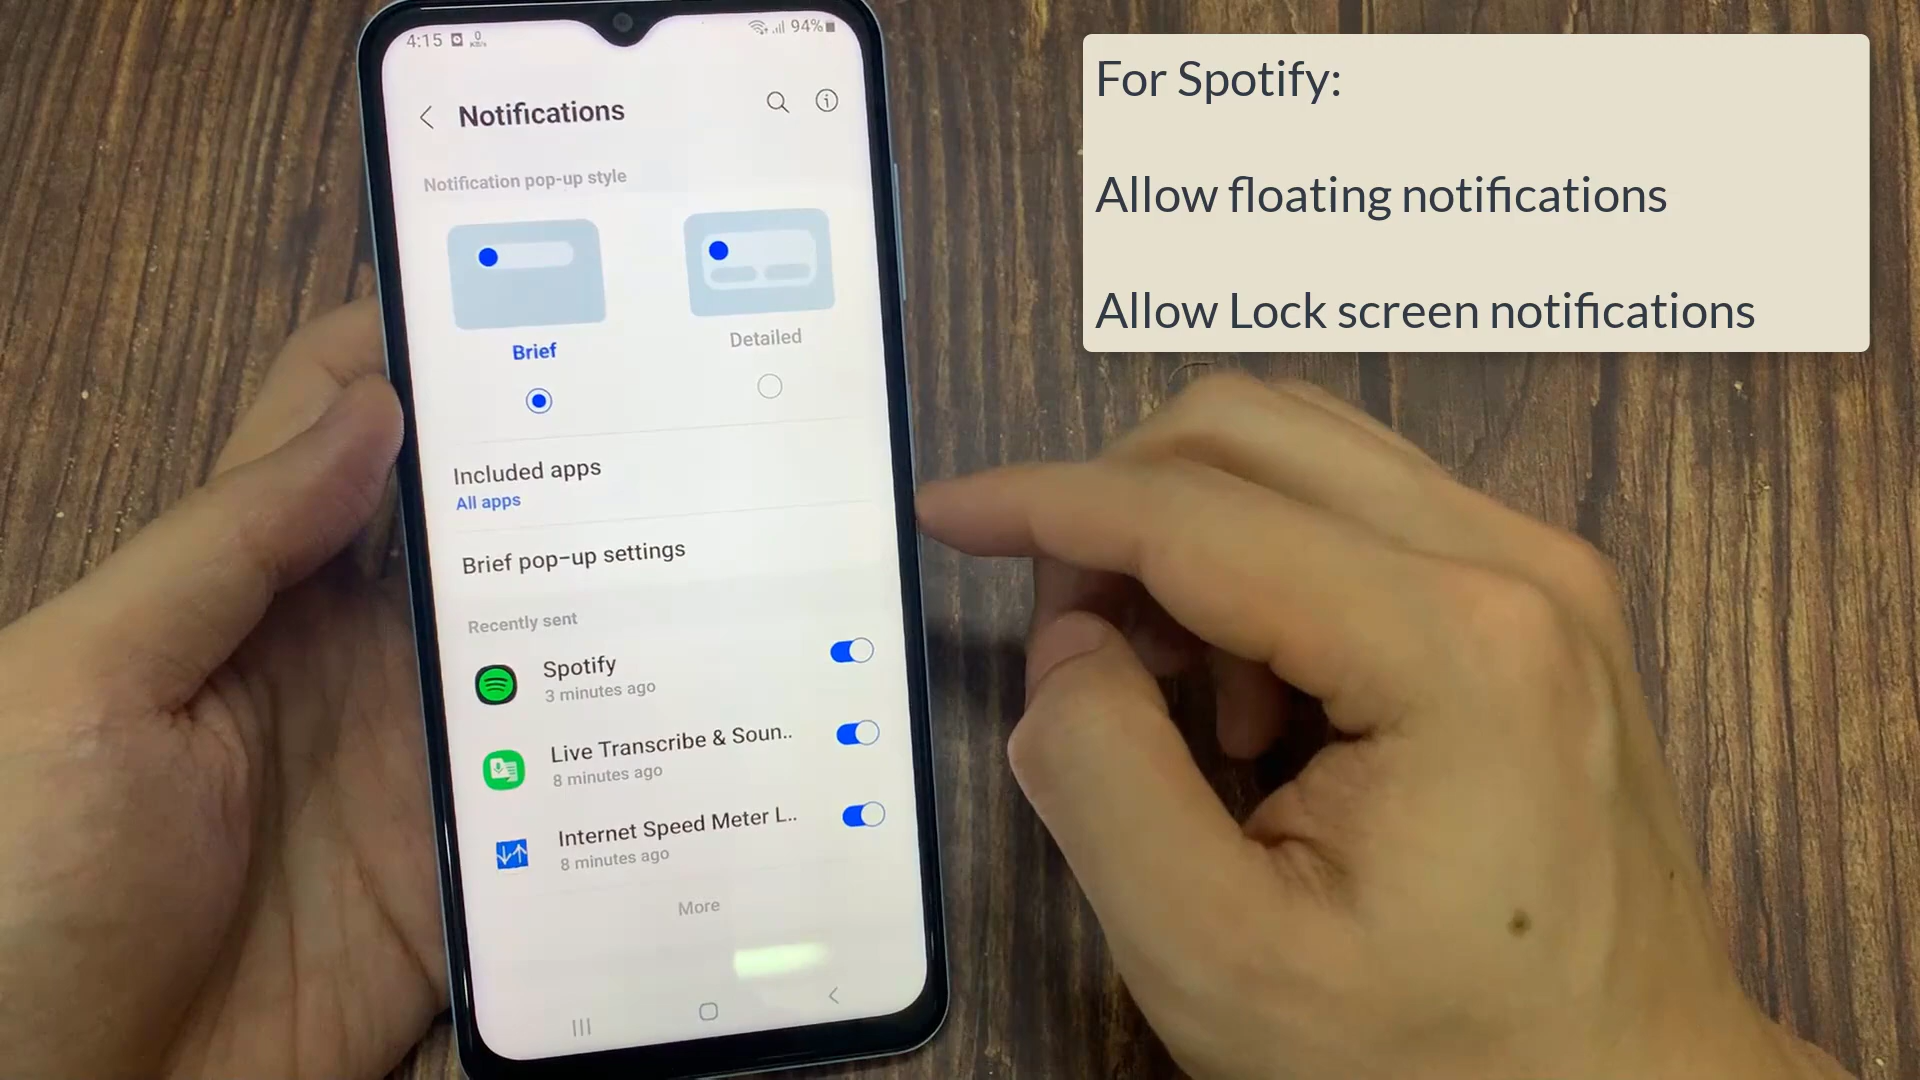 4:15
0
KB/s
94%
Notifications
Notification pop-up style
Brief
Detailed
Included apps
All apps
Brief pop-up settings
Recently sent
Spotify
3 minutes ago
Live Transcribe & Soun..
8 minutes ago
Internet Speed Meter L..
8 minutes ago
More
For Spotify:
Allow floating notifications
Allow Lock screen notifications